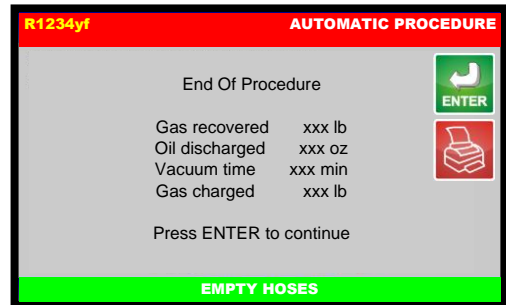 R1234yf AUTOMATIC PROCEDURE
End Of Procedure
ENTER
Gas recovered xxx lb
Oil discharged xxx oz
Vacuum time xxx min
Gas charged xxx lb
Press ENTER to continue
EMPTY HOSES